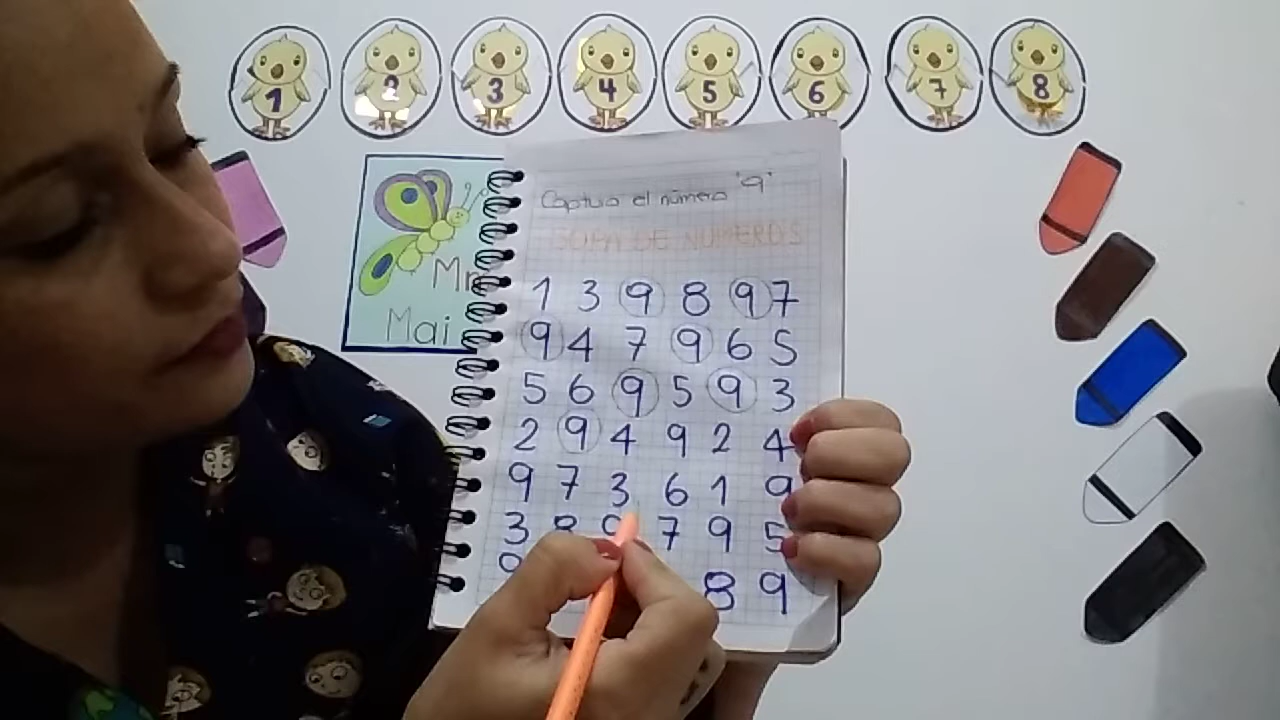 1 2 3 4 5 6 7 8
Captura el número "9"
SOPA DE NUMEROS
Mai
1 3 9 8 9 7
9 4 7 9 6 5
5 6 9 5 9 3
2 9 4 9 2 4
9 7 3 6 1 9
3 8 9 7 9 5
8 9